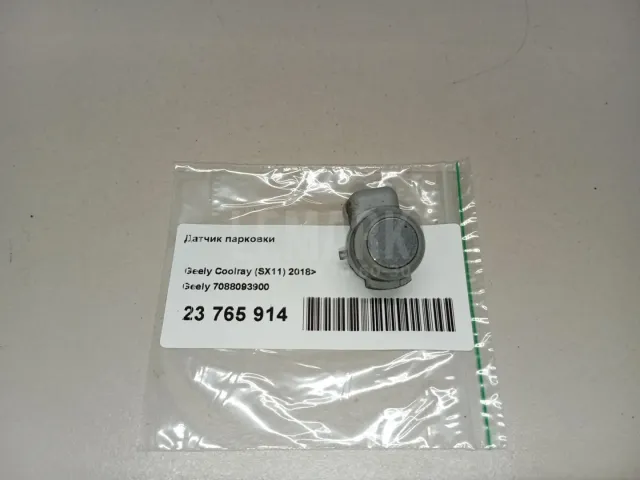 Датчик парковки
Geely Coolray (SX11) 2018>
Geely 7088093900
23 765 914